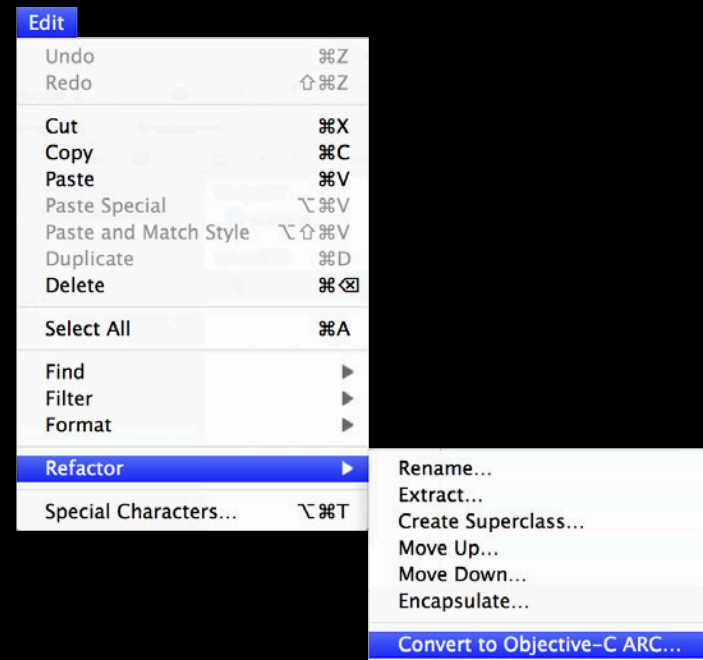 Edit
Undo ⌘Z
Redo ⇧⌘Z
Cut ⌘X
Copy ⌘C
Paste ⌘V
Paste Special ⌥⌘V
Paste and Match Style ⌥⇧⌘V
Duplicate ⌘D
Delete ⌘⌫
Select All ⌘A
Find ▶
Filter ▶
Format ▶
Refactor ▶
Special Characters... ⌥⌘T
Rename...
Extract...
Create Superclass...
Move Up...
Move Down...
Encapsulate...
Convert to Objective-C ARC...